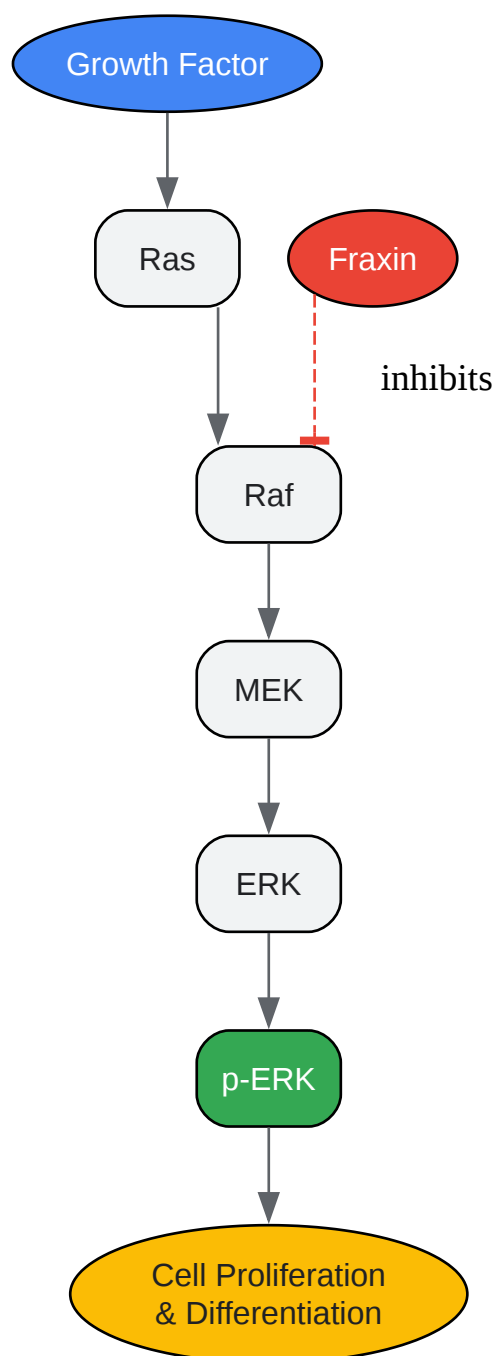 Growth Factor
Ras
Fraxin
inhibits
Raf
MEK
ERK
p-ERK
Cell Proliferation
& Differentiation